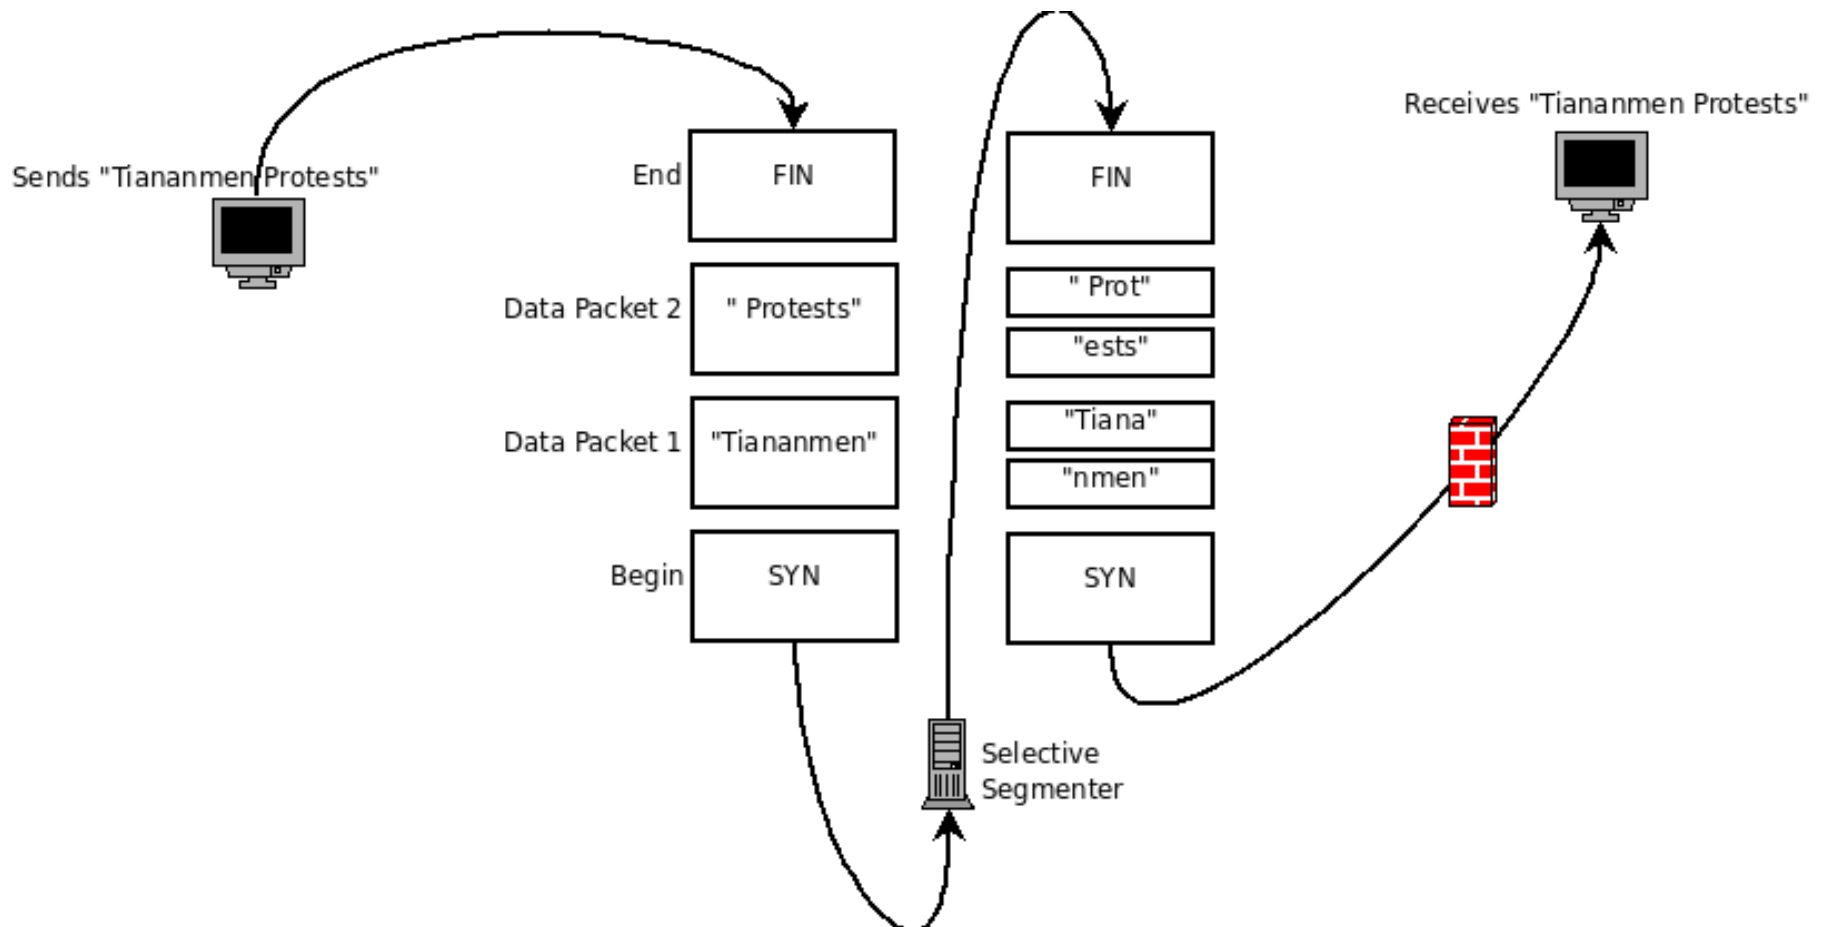 Sends "Tiananmen Protests"
End
FIN
Data Packet 2
" Protests"
Data Packet 1
"Tiananmen"
Begin
SYN
FIN
" Prot"
"ests"
"Tiana"
"nmen"
SYN
Selective
Segmenter
Receives "Tiananmen Protests"